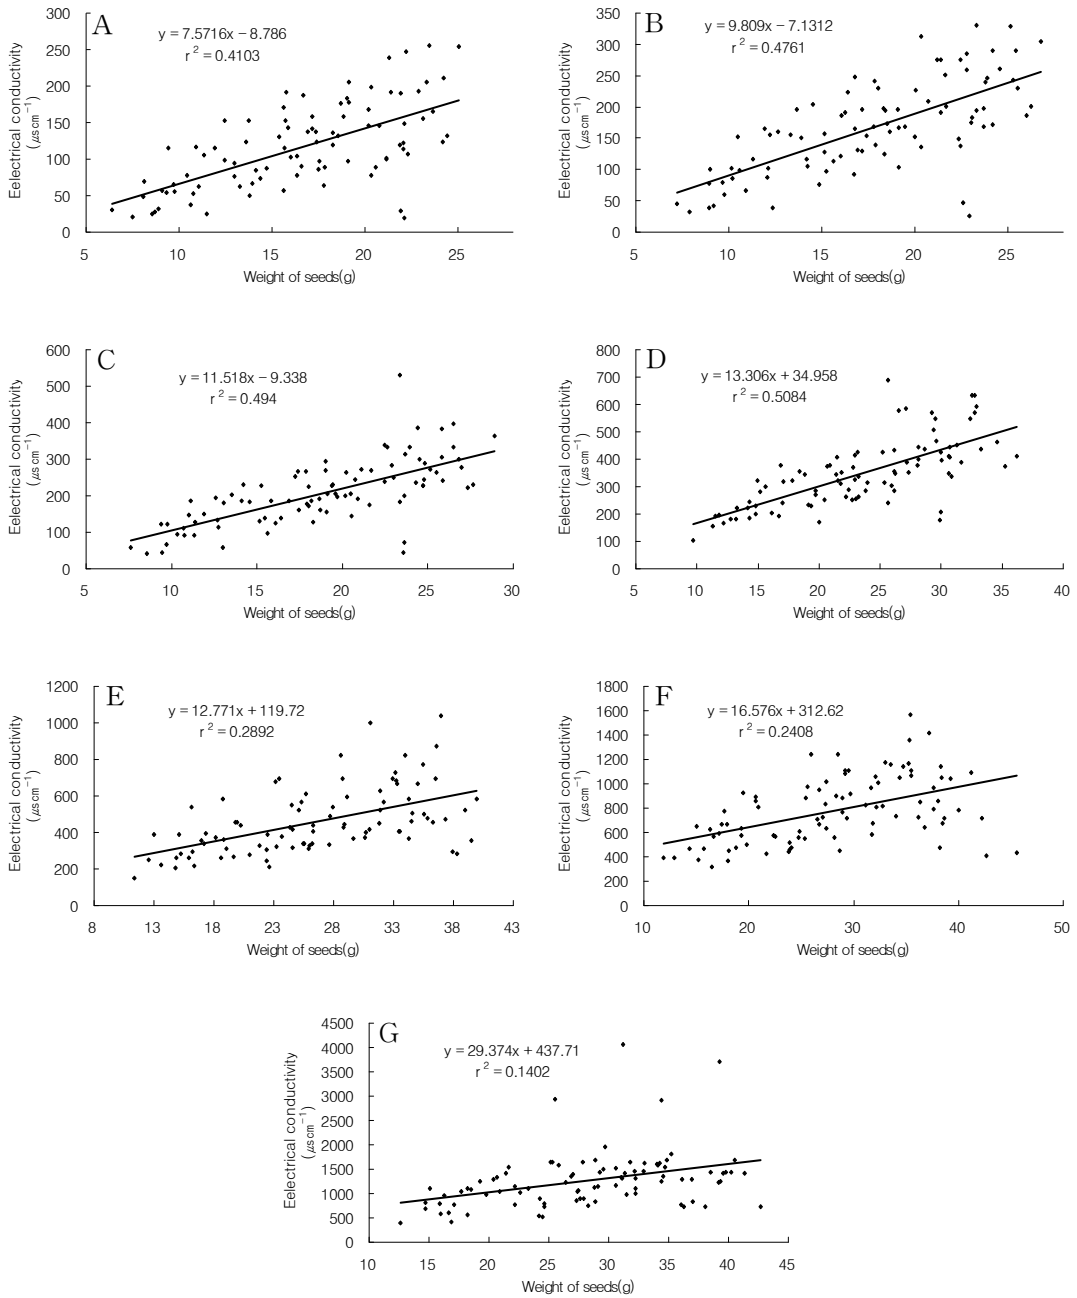 A
y = 7.5716x − 8.786
r 2 = 0.4103
300
250
200
150
100
50
0
5
10
15
20
25
Eelectrical conductivity
(㎲ cm −1)
Weight of seeds(g)
B
y = 9.809x − 7.1312
r 2 = 0.4761
350
300
250
200
150
100
50
0
5
10
15
20
25
Eelectrical conductivity
(㎲ cm −1)
Weight of seeds(g)
C
y = 11.518x − 9.338
r 2 = 0.494
600
500
400
300
200
100
0
5
10
15
20
25
30
Eelectrical conductivity
(㎲ cm −1)
Weight of seeds(g)
D
y = 13.306x + 34.958
r 2 = 0.5084
800
700
600
500
400
300
200
100
0
5
10
15
20
25
30
35
40
Eelectrical conductivity
(㎲ cm −1)
Weight of seeds(g)
E
y = 12.771x + 119.72
r 2 = 0.2892
1200
1000
800
600
400
200
0
8
13
18
23
28
33
38
43
Eelectrical conductivity
(㎲ cm −1)
Weight of seeds(g)
F
y = 16.576x + 312.62
r 2 = 0.2408
1800
1600
1400
1200
1000
800
600
400
200
0
10
20
30
40
50
Eelectrical conductivity
(㎲ cm −1)
Weight of seeds(g)
G
y = 29.374x + 437.71
r 2 = 0.1402
4500
4000
3500
3000
2500
2000
1500
1000
500
0
10
15
20
25
30
35
40
45
Eelectrical conductivity
(㎲ cm −1)
Weight of seeds(g)